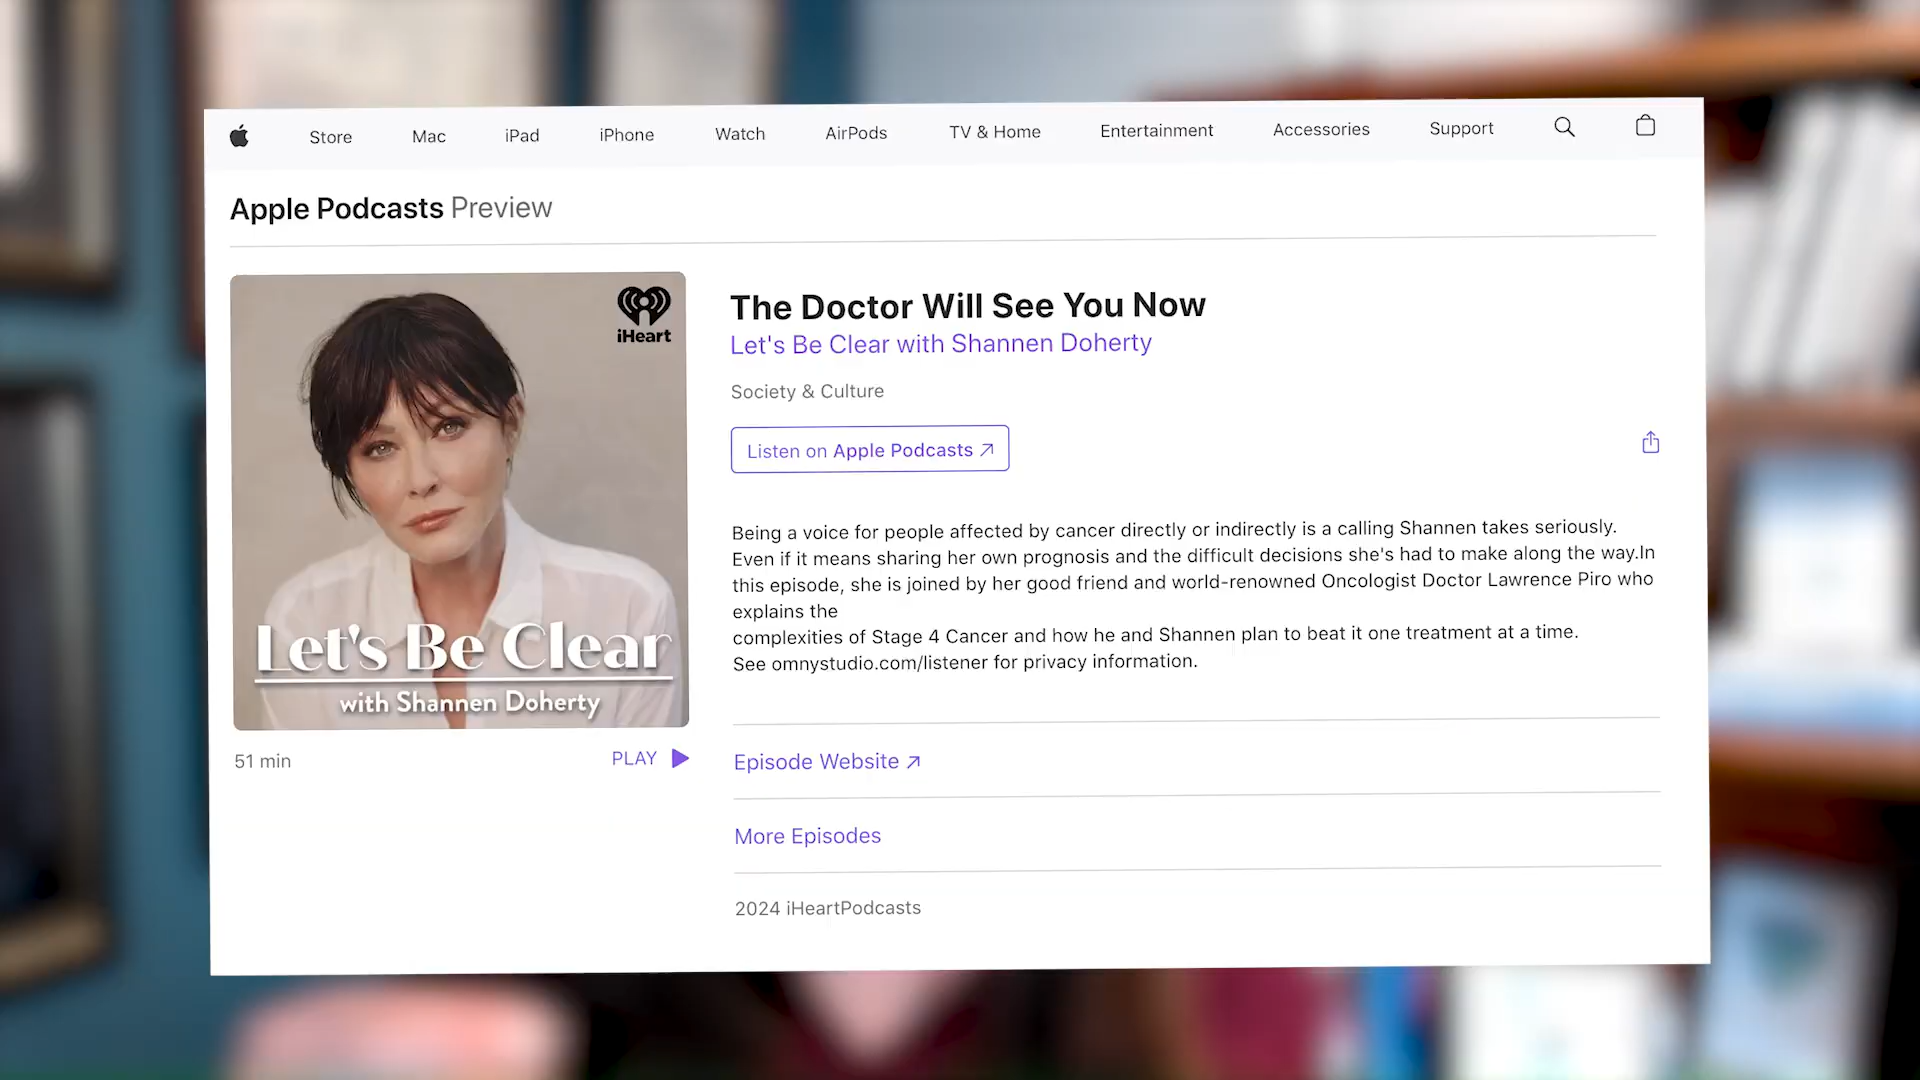 Store Mac iPad iPhone Watch AirPods TV & Home Entertainment Accessories Support
Apple Podcasts Preview
iHeart
Let's Be Clear
with Shannen Doherty
51 min
PLAY
The Doctor Will See You Now
Let's Be Clear with Shannen Doherty
Society & Culture
Listen on Apple Podcasts
Being a voice for people affected by cancer directly or indirectly is a calling Shannen takes seriously.
Even if it means sharing her own prognosis and the difficult decisions she's had to make along the way.In
this episode, she is joined by her good friend and world-renowned Oncologist Doctor Lawrence Piro who
explains the
complexities of Stage 4 Cancer and how he and Shannen plan to beat it one treatment at a time.
See omnystudio.com/listener for privacy information.
Episode Website
More Episodes
2024 iHeartPodcasts